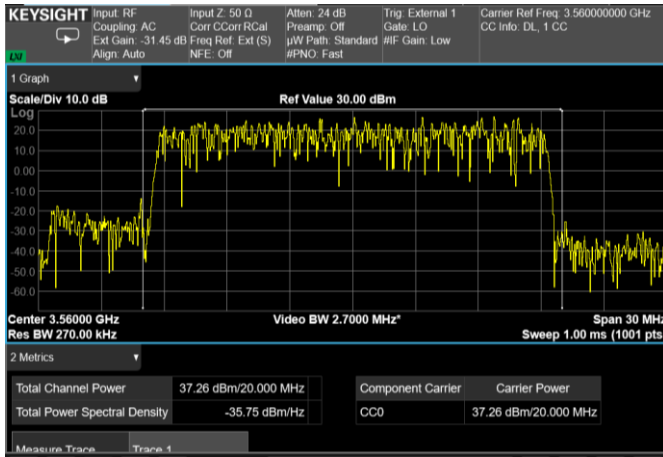 KEYSIGHT Input: RF Input Z: 50 Ω Atten: 24 dB Trig: External 1 Carrier Ref Freq: 3.560000000 GHz
Coupling: AC Corr CCorr RCal Preamp: Off Gate: LO CC Info: DL, 1 CC
Ext Gain: -31.45 dB Freq Ref: Ext (S) µW Path: Standard #IF Gain: Low
LXI Align: Auto NFE: Off #PNO: Fast
1 Graph
Scale/Div 10.0 dB Ref Value 30.00 dBm
Log
20.0
10.0
0.00
-10.0
-20.0
-30.0
-40.0
-50.0
-60.0
Center 3.56000 GHz Video BW 2.7000 MHz* Span 30 MHz
Res BW 270.00 kHz Sweep 1.00 ms (1001 pts
2 Metrics
Total Channel Power 37.26 dBm/20.000 MHz Component Carrier Carrier Power
Total Power Spectral Density -35.75 dBm/Hz CC0 37.26 dBm/20.000 MHz
Measure Trace Trace 1